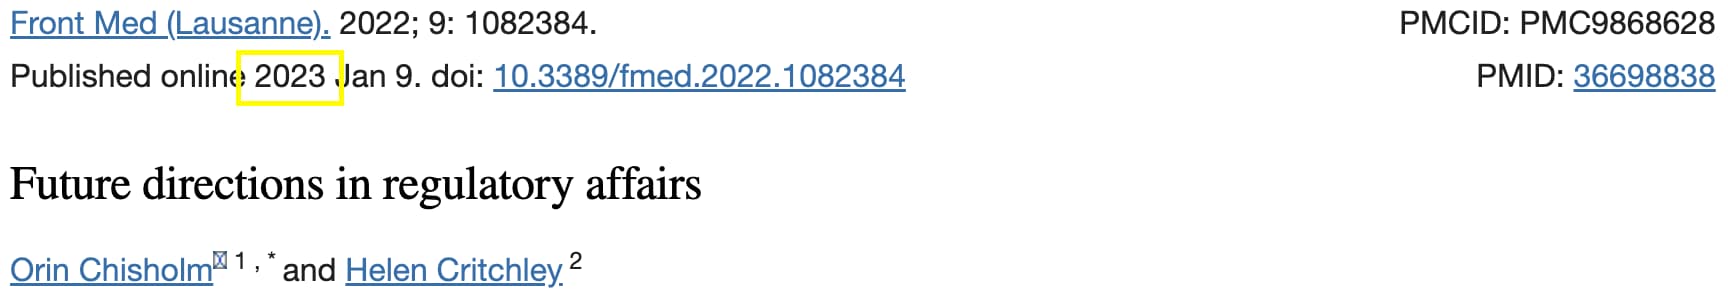 Front Med (Lausanne). 2022; 9: 1082384. PMCID: PMC9868628
Published online 2023 Jan 9. doi: 10.3389/fmed.2022.1082384 PMID: 36698838
Future directions in regulatory affairs
Orin Chisholm 1 , * and Helen Critchley 2